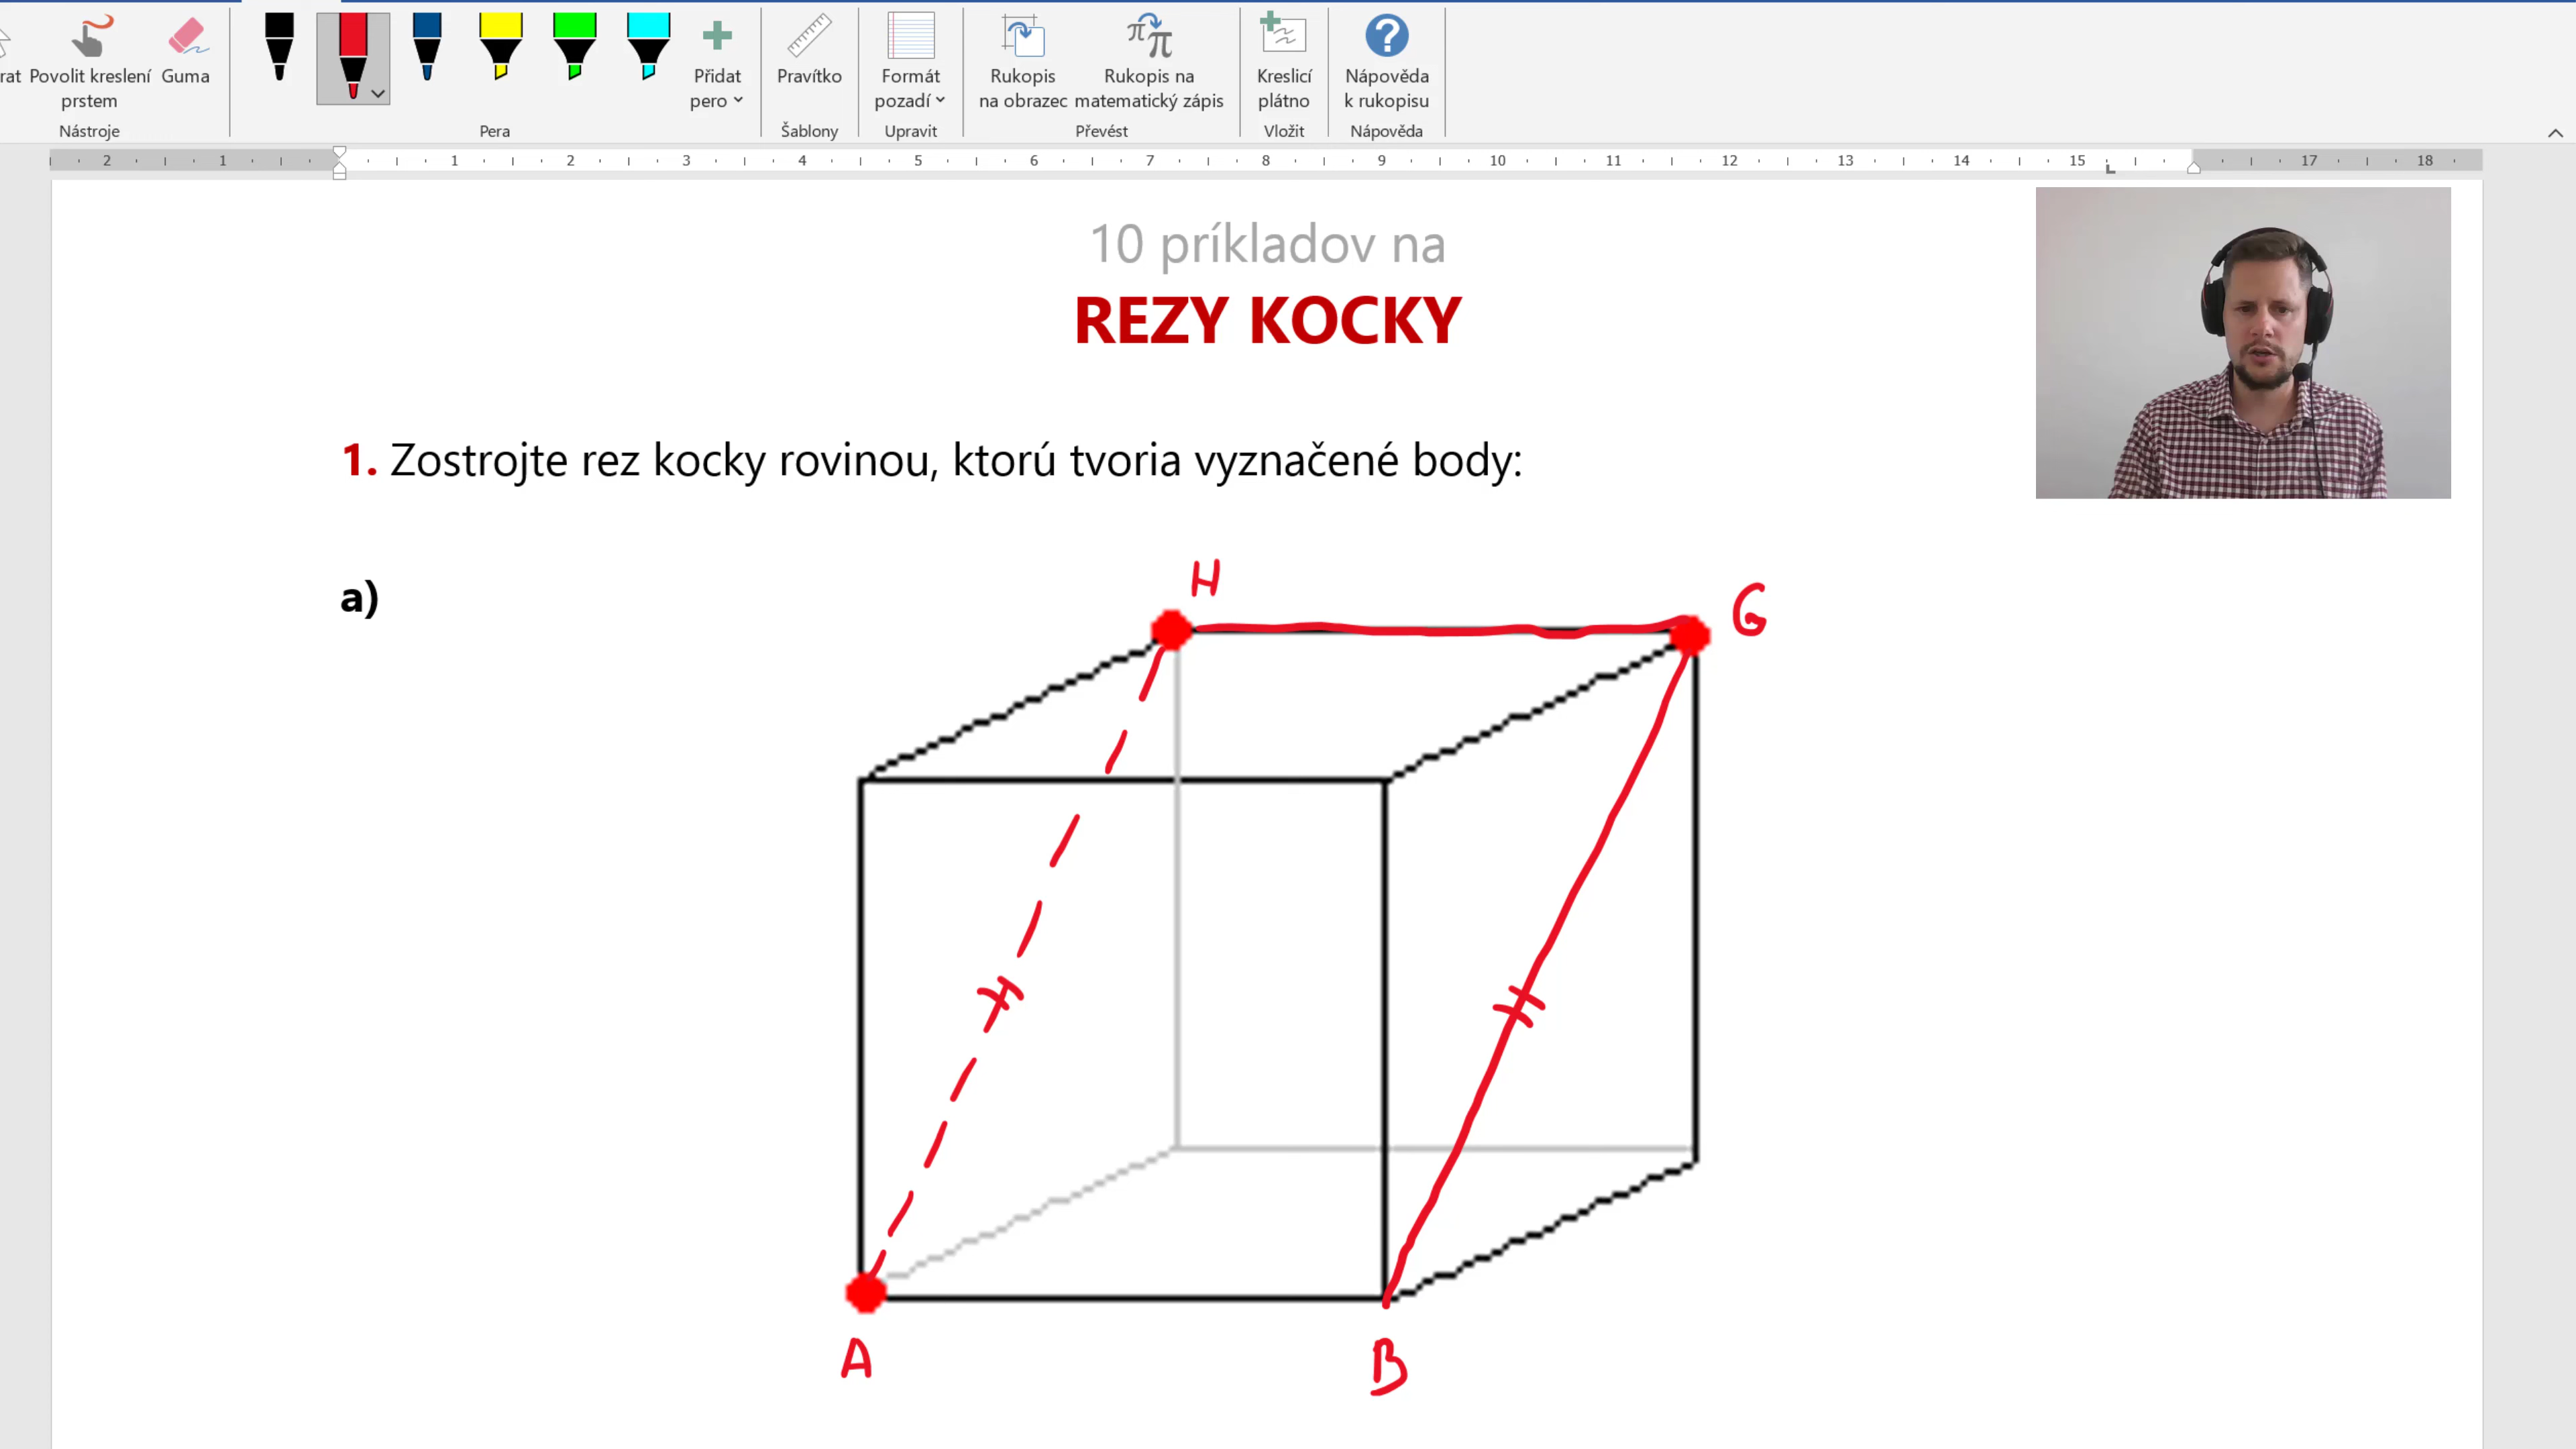 rat
Povolit kreslení
prstem
Guma
Nástroje
Pera
Přidat
pero
Pravítko
Šablony
Formát
pozadí
Upravit
Rukopis
na obrazec
Rukopis na
matematický zápis
Převést
Kreslicí
plátno
Vložit
Nápověda
k rukopisu
Nápověda
2 1 1 2 3 4 5 6 7 8 9 10 11 12 13 14 15 17 18
10 príkladov na
REZY KOCKY
1. Zostrojte rez kocky rovinou, ktorú tvoria vyznačené body:
a)
H
G
A
B